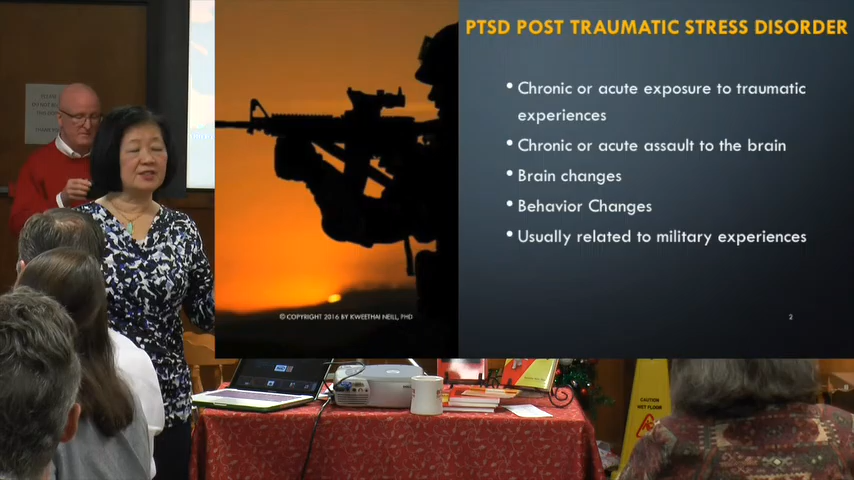 PTSD POST TRAUMATIC STRESS DISORDER
• Chronic or acute exposure to traumatic
experiences
• Chronic or acute assault to the brain
• Brain changes
• Behavior Changes
• Usually related to military experiences
© COPYRIGHT 2016 BY KWEETHAI NEILL, PHD
2
DO NOT
CAUTION
WET FLOOR